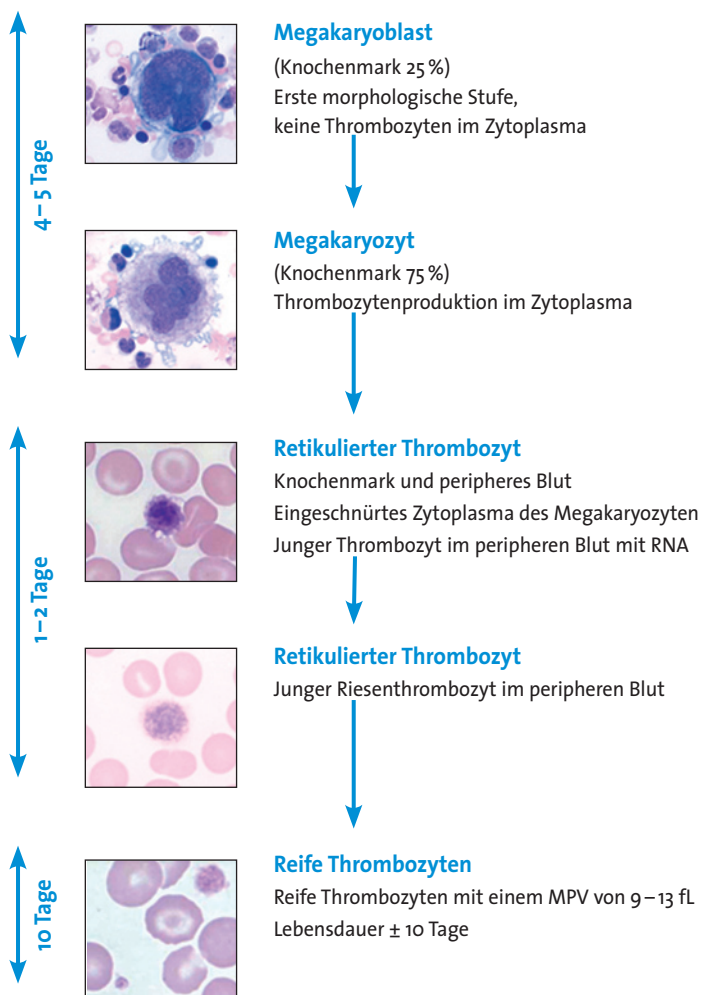 4–5 Tage
Megakaryoblast
(Knochenmark 25 %)
Erste morphologische Stufe,
keine Thrombozyten im Zytoplasma
Megakaryozyt
(Knochenmark 75 %)
Thrombozytenproduktion im Zytoplasma
1–2 Tage
Retikulierter Thrombozyt
Knochenmark und peripheres Blut
Eingeschnürtes Zytoplasma des Megakaryozyten
Junger Thrombozyt im peripheren Blut mit RNA
Retikulierter Thrombozyt
Junger Riesenthrombozyt im peripheren Blut
10 Tage
Reife Thrombozyten
Reife Thrombozyten mit einem MPV von 9–13 fL
Lebensdauer ± 10 Tage